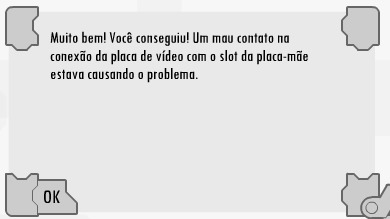 Muito bem! Você conseguiu! Um mau contato na
conexão da placa de vídeo com o slot da placa-mãe
estava causando o problema.
OK